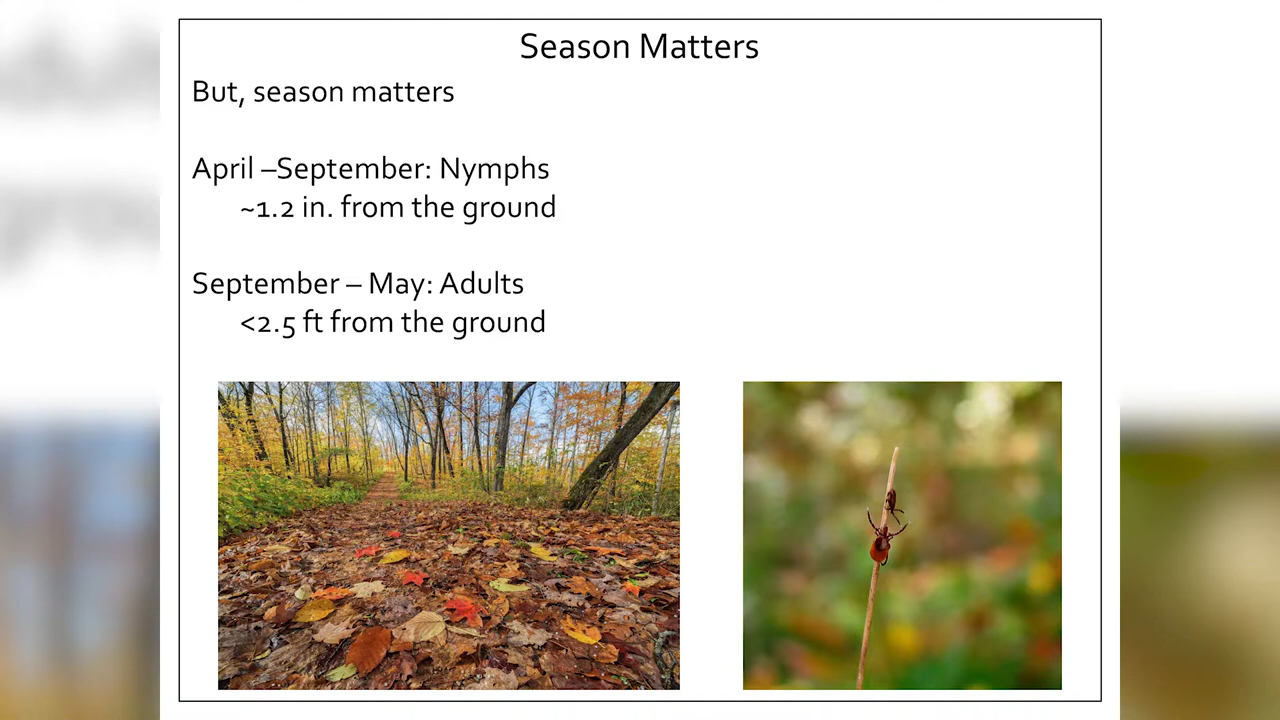 Season Matters
But, season matters
April –September: Nymphs
~1.2 in. from the ground
September – May: Adults
<2.5 ft from the ground